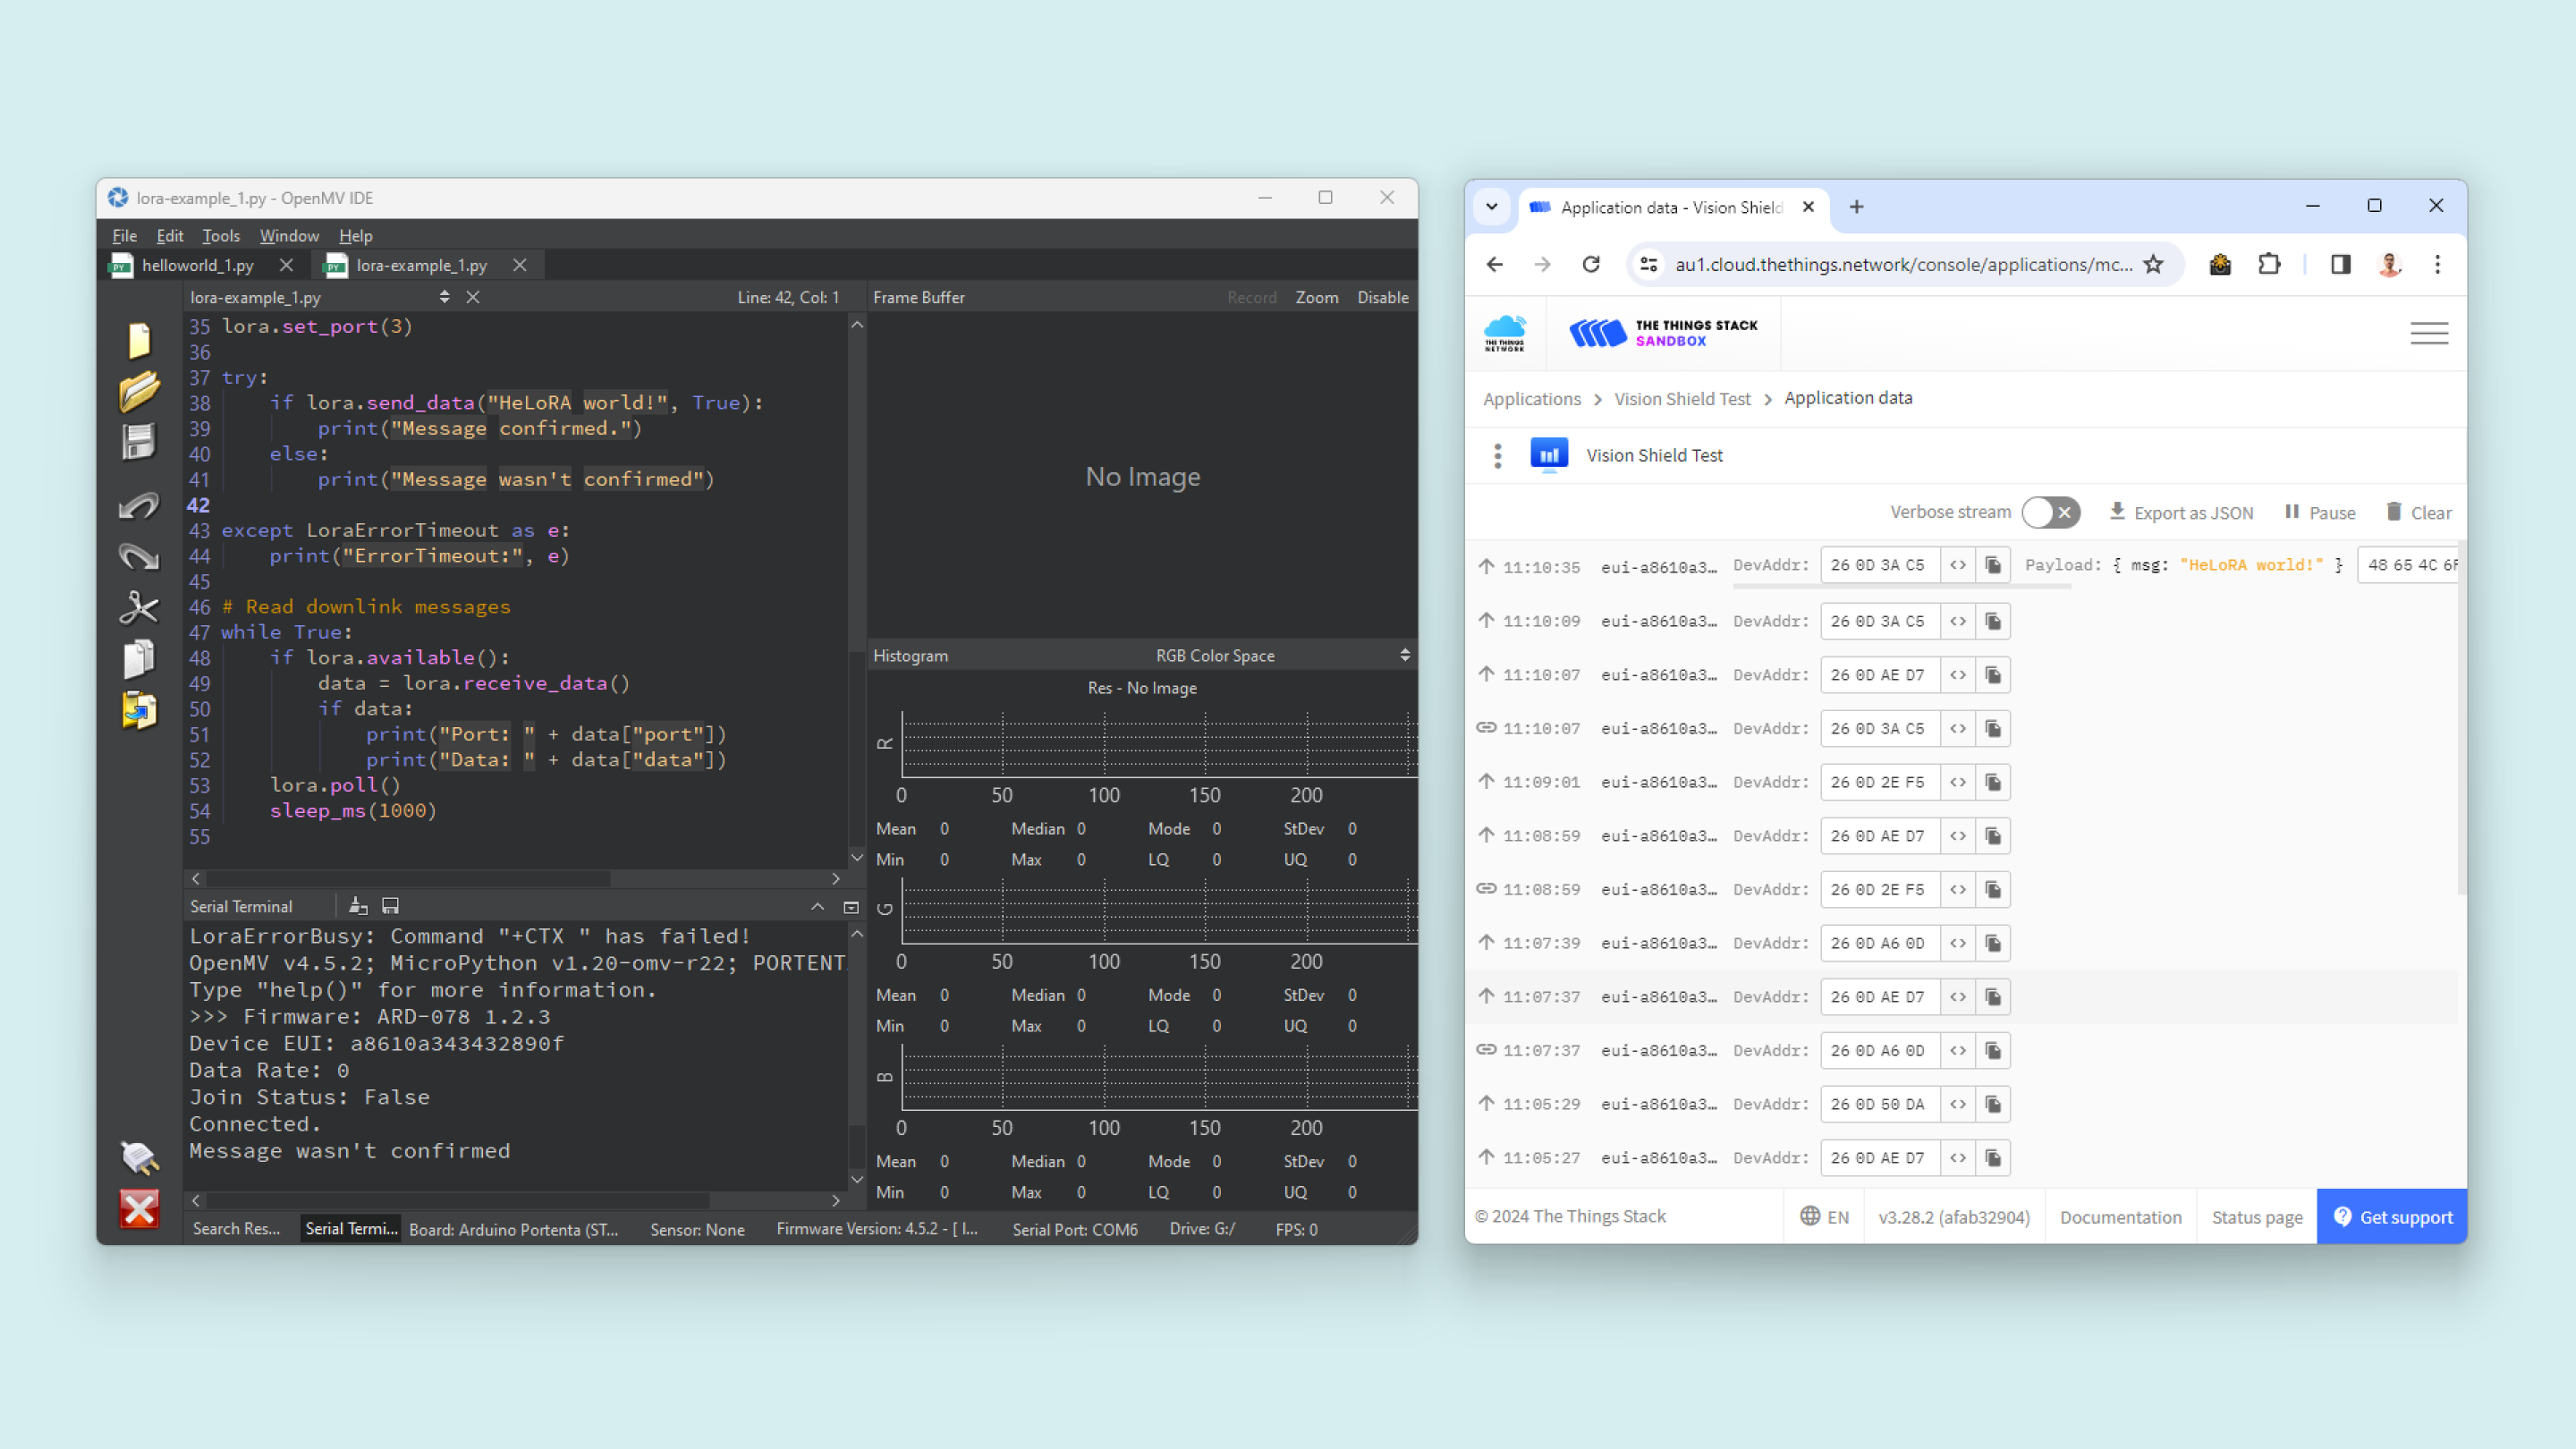 lora-example_1.py - OpenMV IDE
File Edit Tools Window Help
helloworld_1.py lora-example_1.py
lora-example_1.py Line: 42, Col: 1
35 lora.set_port(3)
36
37 try:
38 if lora.send_data("HeLoRA world!", True):
39 print("Message confirmed.")
40 else:
41 print("Message wasn't confirmed")
42
43 except LoraErrorTimeout as e:
44 print("ErrorTimeout:", e)
45
46 # Read downlink messages
47 while True:
48 if lora.available():
49 data = lora.receive_data()
50 if data:
51 print("Port: " + data["port"])
52 print("Data: " + data["data"])
53 lora.poll()
54 sleep_ms(1000)
55
Serial Terminal
LoraErrorBusy: Command "+CTX " has failed!
OpenMV v4.5.2; MicroPython v1.20-omv-r22; PORTENT
Type "help()" for more information.
>>> Firmware: ARD-078 1.2.3
Device EUI: a8610a343432890f
Data Rate: 0
Join Status: False
Connected.
Message wasn't confirmed
Frame Buffer Record Zoom Disable
No Image
Histogram RGB Color Space
Res - No Image
R
0 50 100 150 200
Mean 0 Median 0 Mode 0 StDev 0
Min 0 Max 0 LQ 0 UQ 0
G
0 50 100 150 200
Mean 0 Median 0 Mode 0 StDev 0
Min 0 Max 0 LQ 0 UQ 0
B
0 50 100 150 200
Mean 0 Median 0 Mode 0 StDev 0
Min 0 Max 0 LQ 0 UQ 0
Search Res... Serial Termi... Board: Arduino Portenta (ST... Sensor: None Firmware Version: 4.5.2 - [ l... Serial Port: COM6 Drive: G:/ FPS: 0
Application data - Vision Shield
au1.cloud.thethings.network/console/applications/mc...
THE THINGS NETWORK
THE THINGS STACK
SANDBOX
Applications > Vision Shield Test > Application data
Vision Shield Test
Verbose stream Export as JSON Pause Clear
11:10:35 eui-a8610a3... DevAddr: 26 0D 3A C5 <> Payload: { msg: "HeLoRA world!" } 48 65 4C 6F
11:10:09 eui-a8610a3... DevAddr: 26 0D 3A C5 <>
11:10:07 eui-a8610a3... DevAddr: 26 0D AE D7 <>
11:10:07 eui-a8610a3... DevAddr: 26 0D 3A C5 <>
11:09:01 eui-a8610a3... DevAddr: 26 0D 2E F5 <>
11:08:59 eui-a8610a3... DevAddr: 26 0D AE D7 <>
11:08:59 eui-a8610a3... DevAddr: 26 0D 2E F5 <>
11:07:39 eui-a8610a3... DevAddr: 26 0D A6 0D <>
11:07:37 eui-a8610a3... DevAddr: 26 0D AE D7 <>
11:07:37 eui-a8610a3... DevAddr: 26 0D A6 0D <>
11:05:29 eui-a8610a3... DevAddr: 26 0D 50 DA <>
11:05:27 eui-a8610a3... DevAddr: 26 0D AE D7 <>
© 2024 The Things Stack EN v3.28.2 (afab32904) Documentation Status page Get support